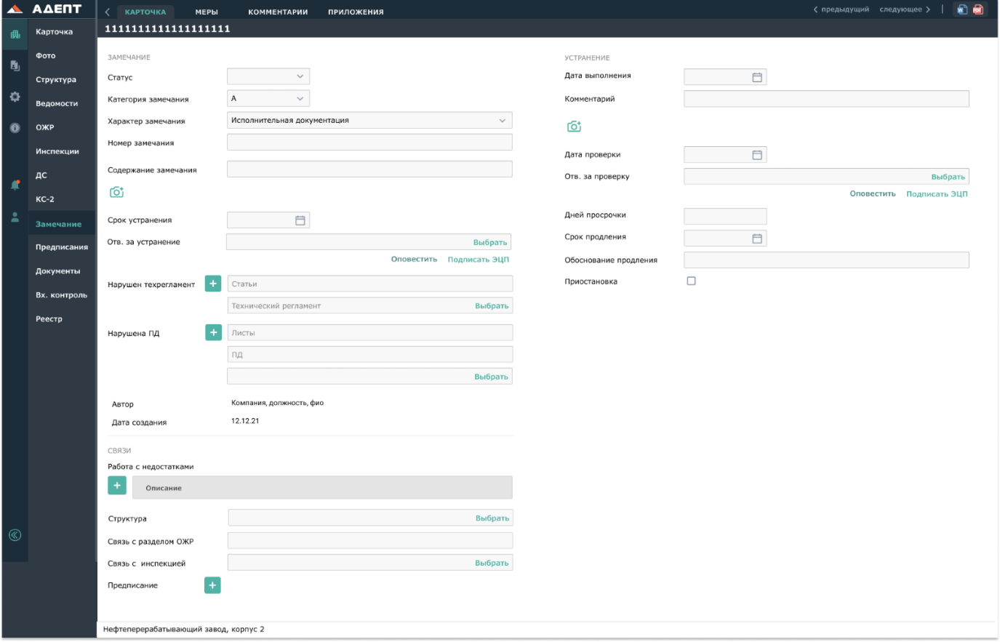 АДЕПТ
КАРТОЧКА
МЕРЫ
КОММЕНТАРИИ
ПРИЛОЖЕНИЯ
предыдущий
следующее
W
PDF
1111111111111111111
Карточка
Фото
Структура
Ведомости
ОЖР
Инспекции
ДС
КС-2
Замечание
Предписания
Документы
Вх. контроль
Реестр
ЗАМЕЧАНИЕ
Статус
Категория замечания
А
Характер замечания
Исполнительная документация
Номер замечания
Содержание замечания
Срок устранения
Отв. за устранение
Выбрать
Оповестить
Подписать ЭЦП
Нарушен техрегламент
+
Статьи
Технический регламент
Выбрать
Нарушена ПД
+
Листы
ПД
Выбрать
Автор
Компания, должность, фио
Дата создания
12.12.21
СВЯЗИ
Работа с недостатками
+
Описание
Структура
Выбрать
Связь с разделом ОЖР
Связь с инспекцией
Выбрать
Предписание
+
УСТРАНЕНИЕ
Дата выполнения
Комментарий
Дата проверки
Отв. за проверку
Выбрать
Оповестить
Подписать ЭЦП
Дней просрочки
Срок продления
Обоснование продления
Приостановка
Нефтеперерабатывающий завод, корпус 2